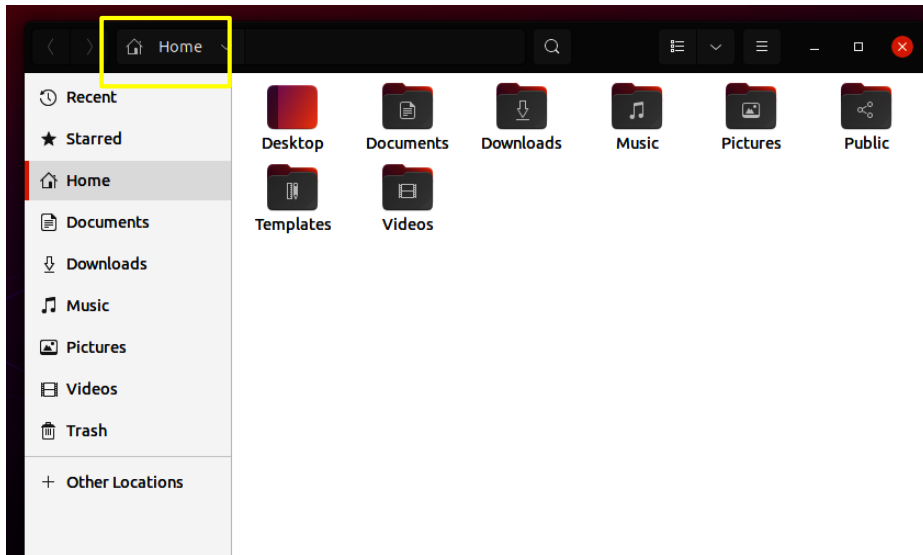 Home
Recent
Starred
Home
Documents
Downloads
Music
Pictures
Videos
Trash
Other Locations
Desktop Documents Downloads Music Pictures Public
Templates Videos